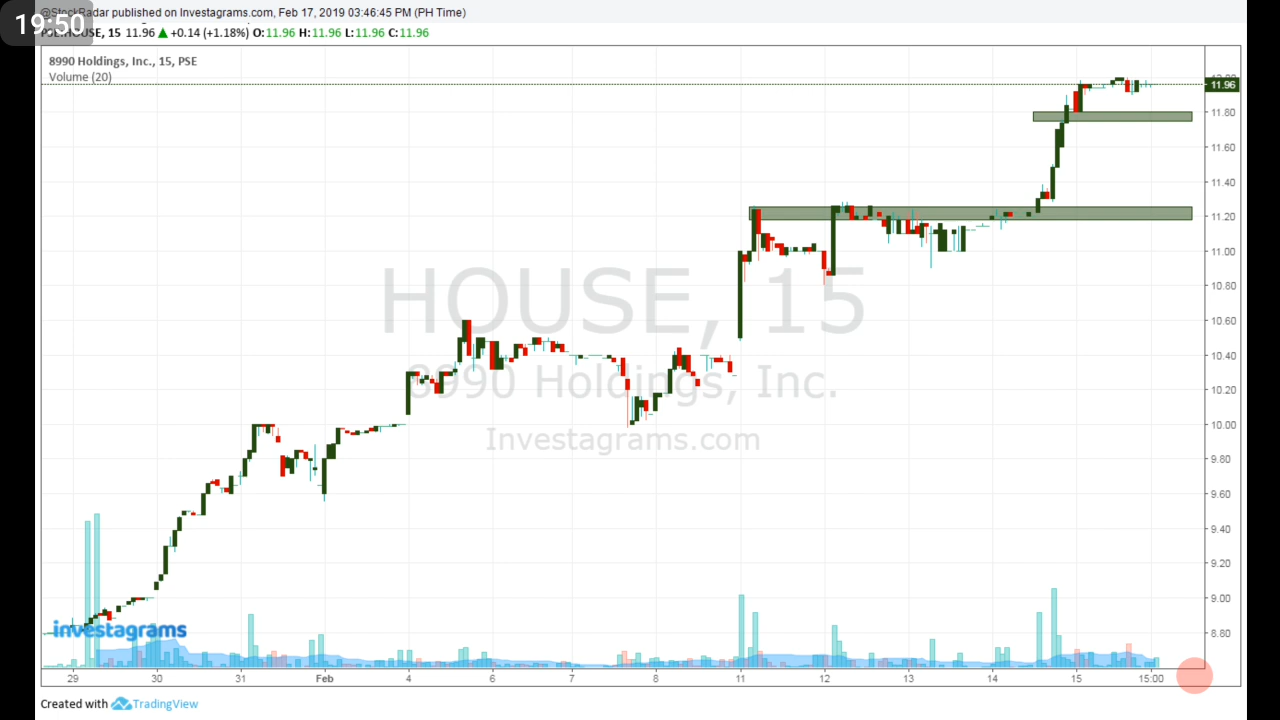 19:50
@StockRadar published on Investagrams.com, Feb 17, 2019 03:46:45 PM (PH Time)
PSE:HOUSE, 15 11.96 ▲ +0.14 (+1.18%) O:11.96 H:11.96 L:11.96 C:11.96
8990 Holdings, Inc., 15, PSE
Volume (20)
12.00
11.96
11.80
11.60
11.40
11.20
11.00
10.80
10.60
10.40
10.20
10.00
9.80
9.60
9.40
9.20
9.00
8.80
HOUSE, 15
8990 Holdings, Inc.
Investagrams.com
investagrams
29 30 31 Feb 4 6 7 8 11 12 13 14 15 15:00
Created with TradingView